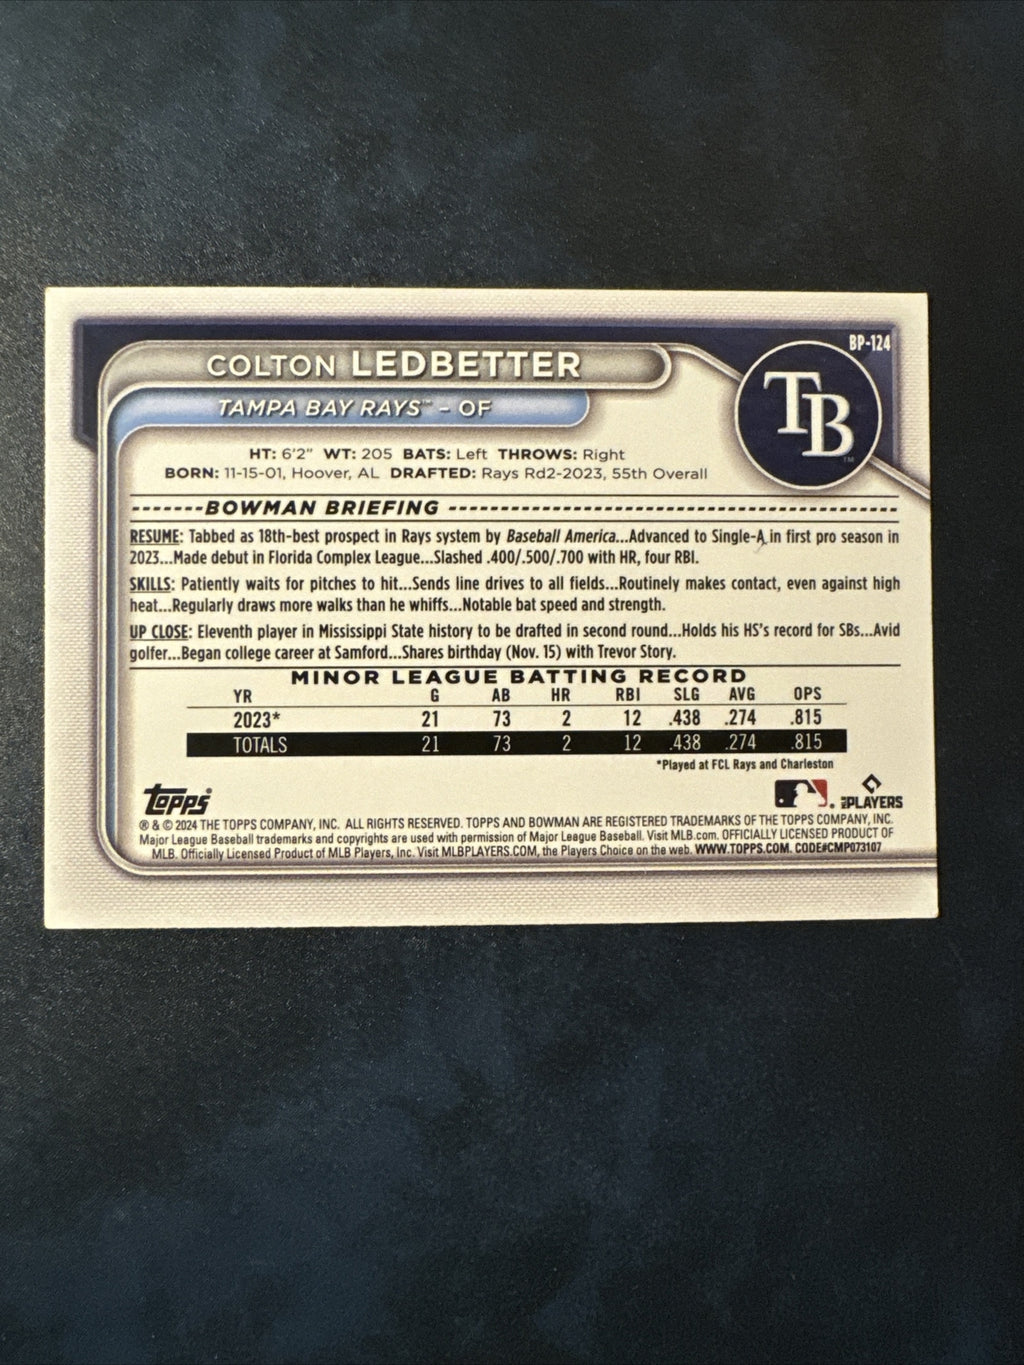 BP-124
COLTON LEDBETTER
TAMPA BAY RAYS™ – OF
TB™
HT: 6'2" WT: 205 BATS: Left THROWS: Right
BORN: 11-15-01, Hoover, AL DRAFTED: Rays Rd2-2023, 55th Overall
BOWMAN BRIEFING
RESUME: Tabbed as 18th-best prospect in Rays system by Baseball America...Advanced to Single-A in first pro season in
2023...Made debut in Florida Complex League...Slashed .400/.500/.700 with HR, four RBI.
SKILLS: Patiently waits for pitches to hit...Sends line drives to all fields...Routinely makes contact, even against high
heat...Regularly draws more walks than he whiffs...Notable bat speed and strength.
UP CLOSE: Eleventh player in Mississippi State history to be drafted in second round...Holds his HS's record for SBs...Avid
golfer...Began college career at Samford...Shares birthday (Nov. 15) with Trevor Story.
MINOR LEAGUE BATTING RECORD
YR G AB HR RBI SLG AVG OPS
2023* 21 73 2 12 .438 .274 .815
TOTALS 21 73 2 12 .438 .274 .815
*Played at FCL Rays and Charleston
Topps® PLAYERS
® & © 2024 THE TOPPS COMPANY, INC. ALL RIGHTS RESERVED. TOPPS AND BOWMAN ARE REGISTERED TRADEMARKS OF THE TOPPS COMPANY, INC.
Major League Baseball trademarks and copyrights are used with permission of Major League Baseball. Visit MLB.com. OFFICIALLY LICENSED PRODUCT OF
MLB. Officially Licensed Product of MLB Players, Inc. Visit MLBPLAYERS.COM, the Players Choice on the web. WWW.TOPPS.COM. CODE#CMP073107